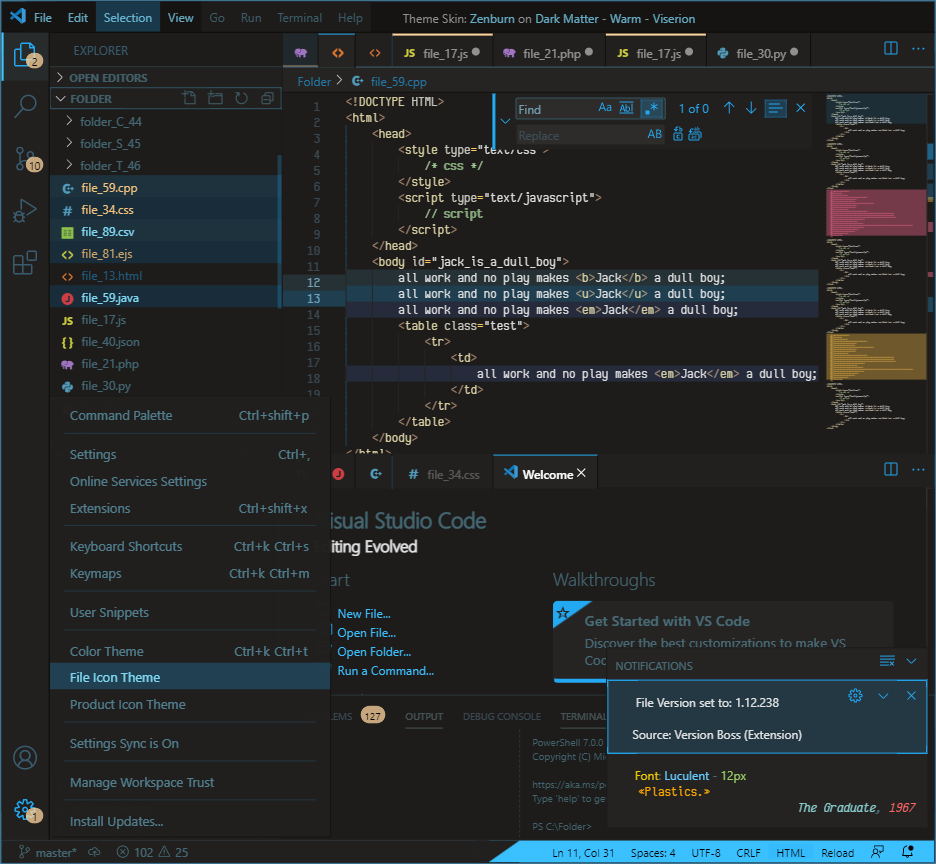 File Edit Selection View Go Run Terminal Help Theme Skin: Zenburn on Dark Matter - Warm - Viserion
2
EXPLORER
JS file_17.js
file_21.php
JS file_17.js
file_30.py
OPEN EDITORS
FOLDER
Folder > file_59.cpp
folder_C_44
folder_S_45
folder_T_46
file_59.cpp
# file_34.css
file_89.csv
file_81.ejs
file_13.html
file_59.java
JS file_17.js
{} file_40.json
file_21.php
file_30.py
10
Find Aa Abl .* 1 of 0
Replace AB
1 <!DOCTYPE HTML>
2 <html>
3 <head>
4 <style type="text/css">
5 /* css */
6 </style>
7 <script type="text/javascript">
8 // script
9 </script>
10 </head>
11 <body id="jack_is_a_dull_boy">
12 all work and no play makes <b>Jack</b> a dull boy;
13 all work and no play makes <u>Jack</u> a dull boy;
14 all work and no play makes <em>Jack</em> a dull boy;
15 <table class="test">
16 <tr>
17 <td>
18 all work and no play makes <em>Jack</em> a dull boy;
19 </td>
</tr>
</table>
</body>
</html>
Command Palette Ctrl+shift+p
Settings Ctrl+,
Online Services Settings
Extensions Ctrl+shift+x
Keyboard Shortcuts Ctrl+k Ctrl+s
Keymaps Ctrl+k Ctrl+m
User Snippets
Color Theme Ctrl+k Ctrl+t
File Icon Theme
Product Icon Theme
Settings Sync is On
Manage Workspace Trust
Install Updates...
1
# file_34.css
Welcome
isual Studio Code
iting Evolved
art
New File...
Open File...
Open Folder...
Run a Command...
Walkthroughs
Get Started with VS Code
Discover the best customizations to make VS
Coc
LEMS 127 OUTPUT DEBUG CONSOLE TERMINAL
PowerShell 7.0.0
Copyright (C) Mi
https://aka.ms/p
Type 'help' to ge
PS C:\Folder>
NOTIFICATIONS
File Version set to: 1.12.238
Source: Version Boss (Extension)
Font: Luculent - 12px
«Plastics.»
The Graduate, 1967
master* 102 25 Ln 11, Col 31 Spaces: 4 UTF-8 CRLF HTML Reload